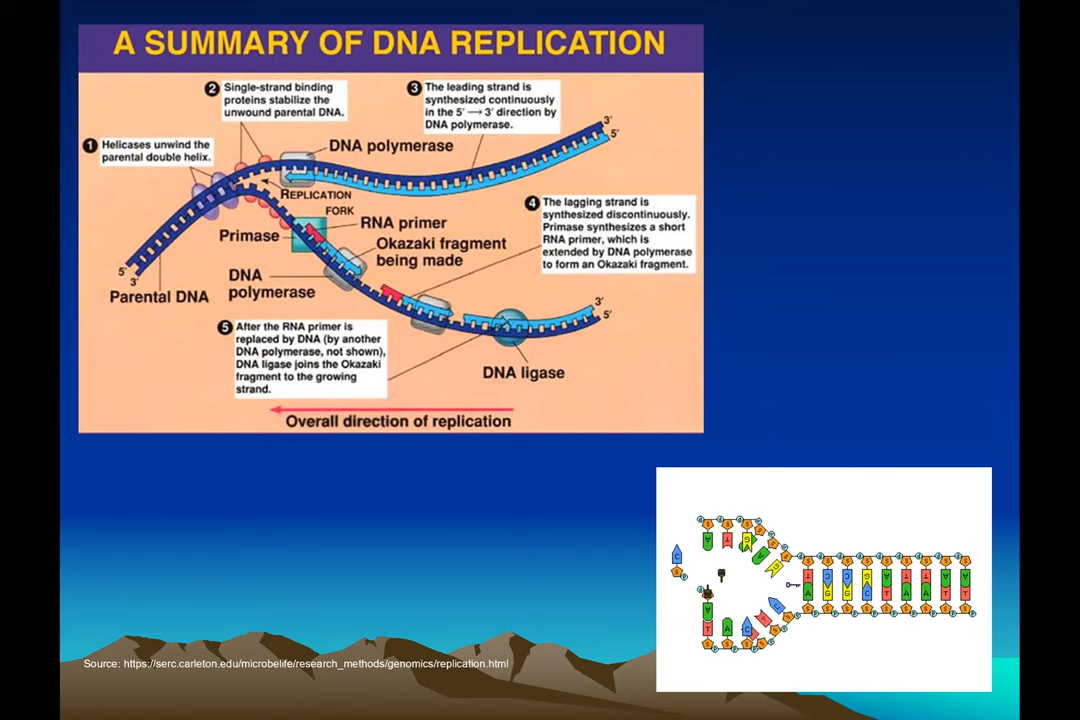 A SUMMARY OF DNA REPLICATION
❶ Helicases unwind the
parental double helix.
❷ Single-strand binding
proteins stabilize the
unwound parental DNA.
❸ The leading strand is
synthesized continuously
in the 5′ → 3′ direction by
DNA polymerase.
3′
5′
DNA polymerase
REPLICATION
FORK
❹ The lagging strand is
synthesized discontinuously.
Primase synthesizes a short
RNA primer, which is
extended by DNA polymerase
to form an Okazaki fragment.
RNA primer
Primase
Okazaki fragment
being made
5′
3′
Parental DNA
DNA
polymerase
3′
5′
❺ After the RNA primer is
replaced by DNA (by another
DNA polymerase, not shown),
DNA ligase joins the Okazaki
fragment to the growing
strand.
DNA ligase
Overall direction of replication
A T G A G
C
T C C G A T T A A
A G G C T A A T T
A
T A C T C
Source: https://serc.carleton.edu/microbelife/research_methods/genomics/replication.html